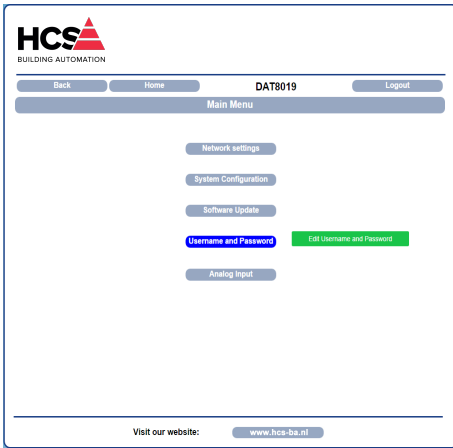 HCS
BUILDING AUTOMATION
Back Home DAT8019 Logout
Main Menu
Network settings
System Configuration
Software Update
Username and Password Edit Username and Password
Analog Input
Visit our website: www.hcs-ba.nl